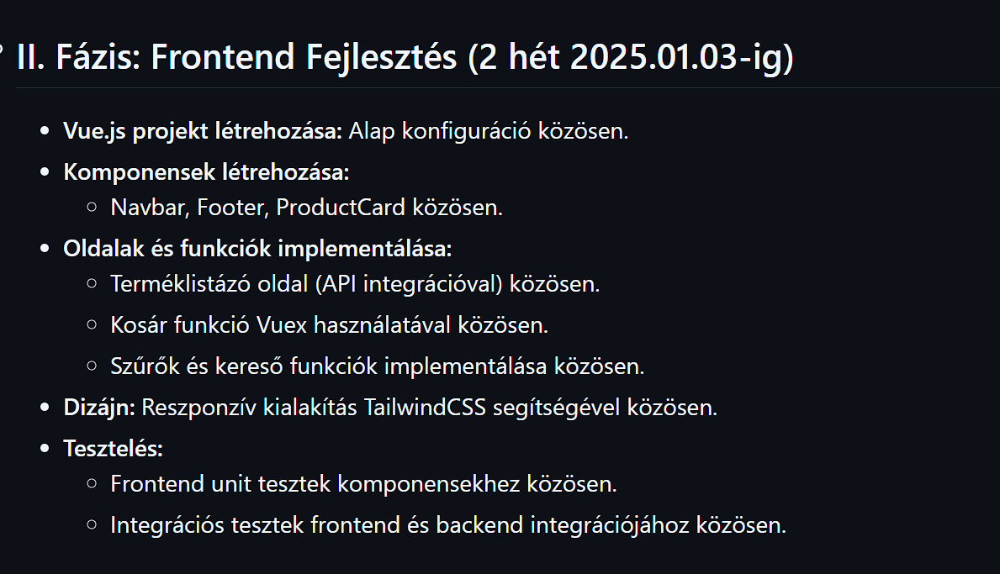 II. Fázis: Frontend Fejlesztés (2 hét 2025.01.03-ig)
Vue.js projekt létrehozása: Alap konfiguráció közösen.
Komponensek létrehozása:
Navbar, Footer, ProductCard közösen.
Oldalak és funkciók implementálása:
Terméklistázó oldal (API integrációval) közösen.
Kosár funkció Vuex használatával közösen.
Szűrők és kereső funkciók implementálása közösen.
Dizájn: Reszponzív kialakítás TailwindCSS segítségével közösen.
Tesztelés:
Frontend unit tesztek komponensekhez közösen.
Integrációs tesztek frontend és backend integrációjához közösen.